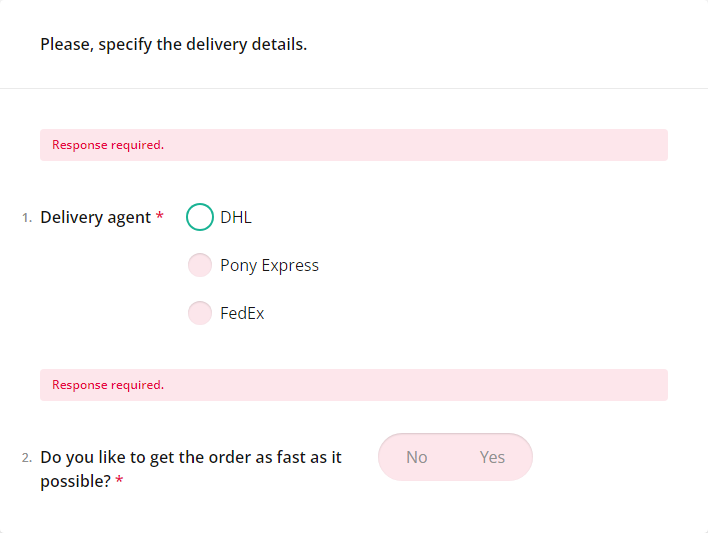 Please, specify the delivery details.
Response required.
1. Delivery agent *
DHL
Pony Express
FedEx
Response required.
2. Do you like to get the order as fast as it
possible? *
No Yes